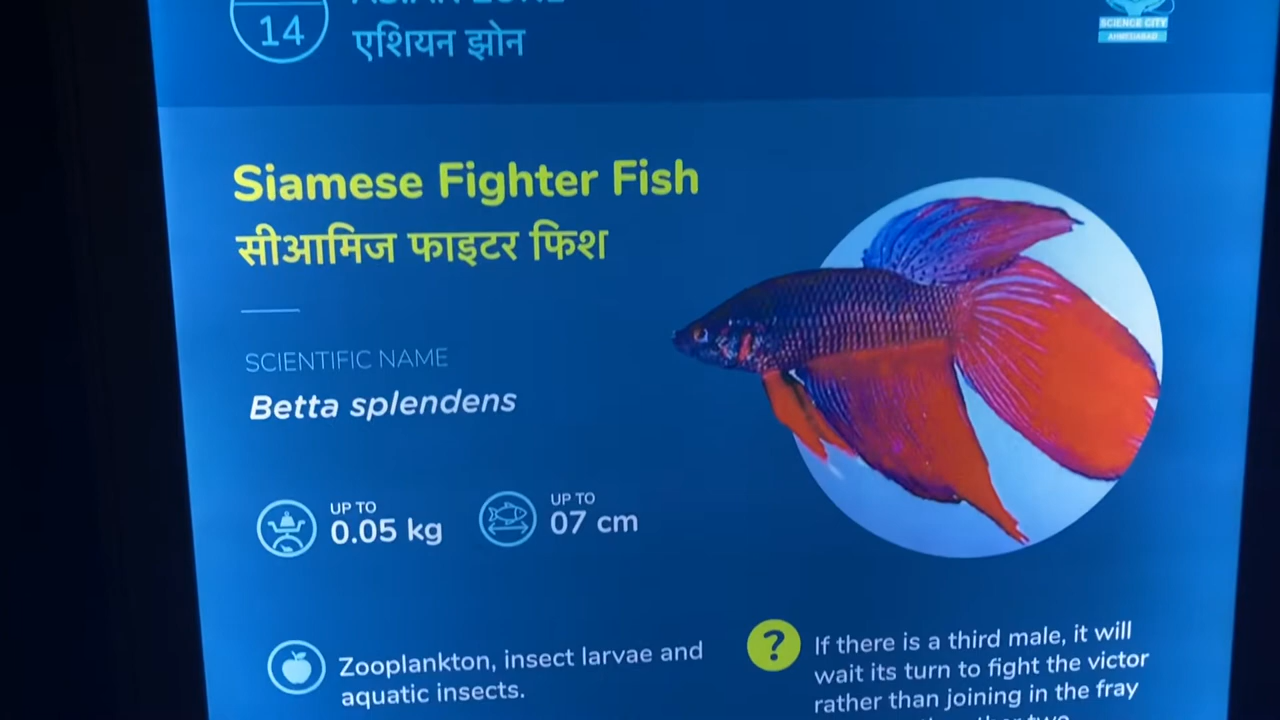 14
एशियन झोन
SCIENCE CITY
AHMEDABAD
Siamese Fighter Fish
सीआमिज फाइटर फिश
SCIENTIFIC NAME
Betta splendens
UP TO
0.05 kg
UP TO
07 cm
Zooplankton, insect larvae and
aquatic insects.
?
If there is a third male, it will
wait its turn to fight the victor
rather than joining in the fray